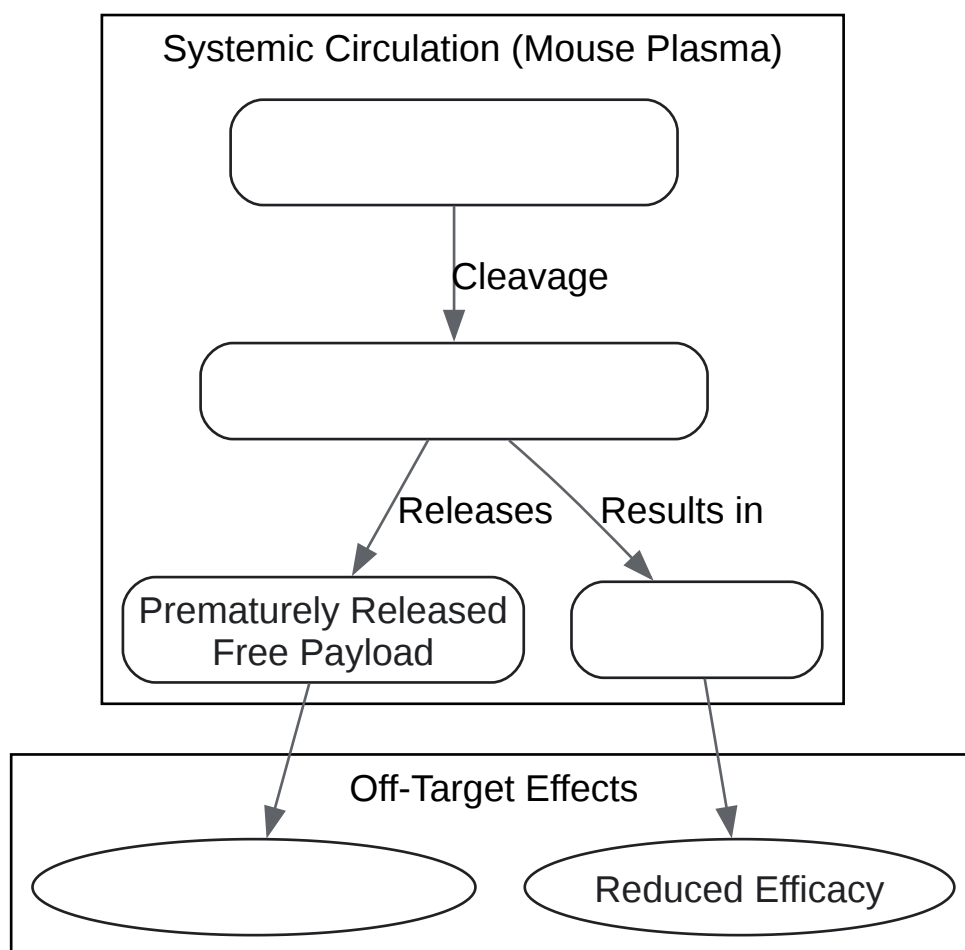 Systemic Circulation (Mouse Plasma)
Cleavage
Releases
Results in
Prematurely Released
Free Payload
Off-Target Effects
Reduced Efficacy